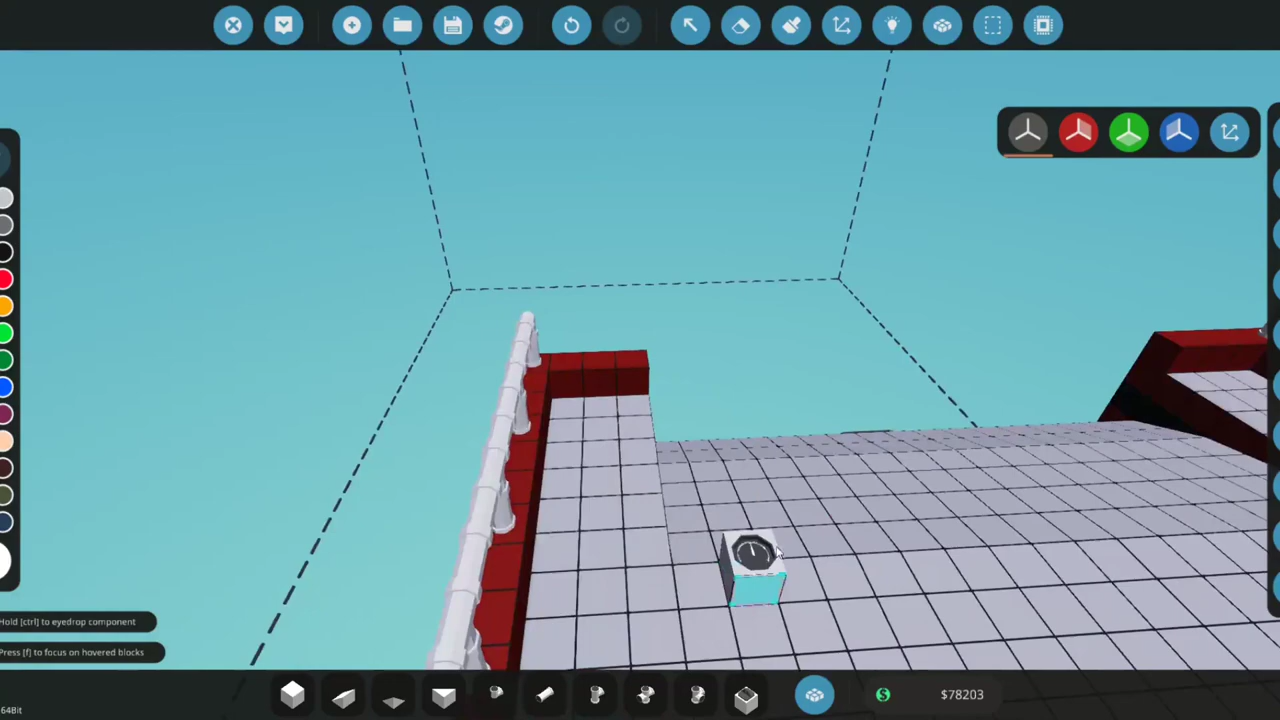 Hold [ctrl] to eyedrop component
Press [f] to focus on hovered blocks
$78203
64Bit